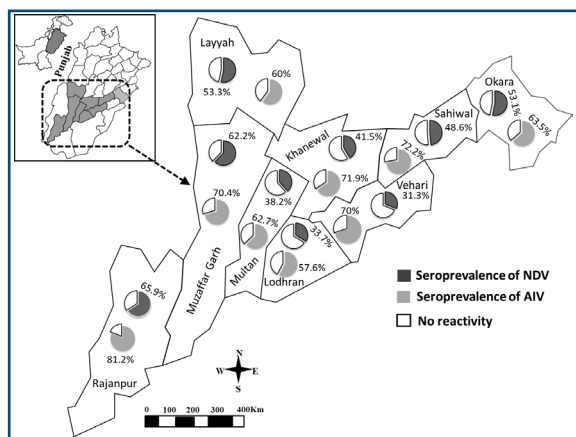 Punjab
Layyah
53.3%
60%
Okara
53.1%
63.5%
Sahiwal
48.6%
72.2%
62.2%
Khanewal
41.5%
71.9%
Vehari
31.3%
70%
70.4%
38.2%
62.7%
33.7%
57.6%
Muzaffar Garh
Multan
Lodhran
65.9%
81.2%
Rajanpur
Seroprevalence of NDV
Seroprevalence of AIV
No reactivity
N
W E
S
0 100 200 300 400Km